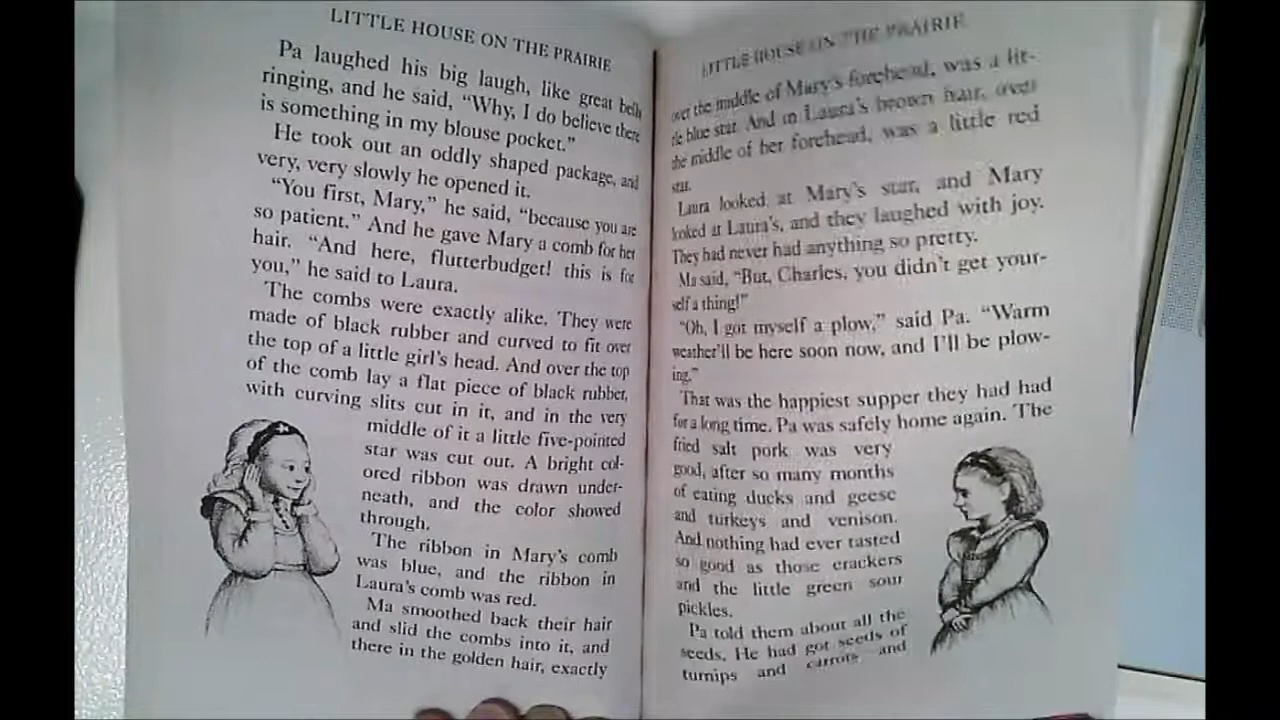 LITTLE HOUSE ON THE PRAIRIE
Pa laughed his big laugh, like great bells
ringing, and he said, “Why, I do believe there
is something in my blouse pocket.”
He took out an oddly shaped package, and
very, very slowly he opened it.
“You first, Mary,” he said, “because you are
so patient.” And he gave Mary a comb for her
hair. “And here, flutterbudget! this is for
you,” he said to Laura.
The combs were exactly alike. They were
made of black rubber and curved to fit over
the top of a little girl’s head. And over the top
of the comb lay a flat piece of black rubber,
with curving slits cut in it, and in the very
middle of it a little five-pointed
star was cut out. A bright col-
ored ribbon was drawn under-
neath, and the color showed
through.
The ribbon in Mary’s comb
was blue, and the ribbon in
Laura’s comb was red.
Ma smoothed back their hair
and slid the combs into it, and
there in the golden hair, exactly
LITTLE HOUSE ON THE PRAIRIE
over the middle of Mary’s forehead, was a lit-
tle blue star. And in Laura’s brown hair, over
the middle of her forehead, was a little red
star.
Laura looked at Mary’s star, and Mary
looked at Laura’s, and they laughed with joy.
They had never had anything so pretty.
Ma said, “But, Charles, you didn’t get your-
self a thing!”
“Oh, I got myself a plow,” said Pa. “Warm
weather’ll be here soon now, and I’ll be plow-
ing.”
That was the happiest supper they had had
for a long time. Pa was safely home again. The
fried salt pork was very
good, after so many months
of eating ducks and geese
and turkeys and venison.
And nothing had ever tasted
so good as those crackers
and the little green sour
pickles.
Pa told them about all the
seeds. He had got seeds of
turnips and carrots and